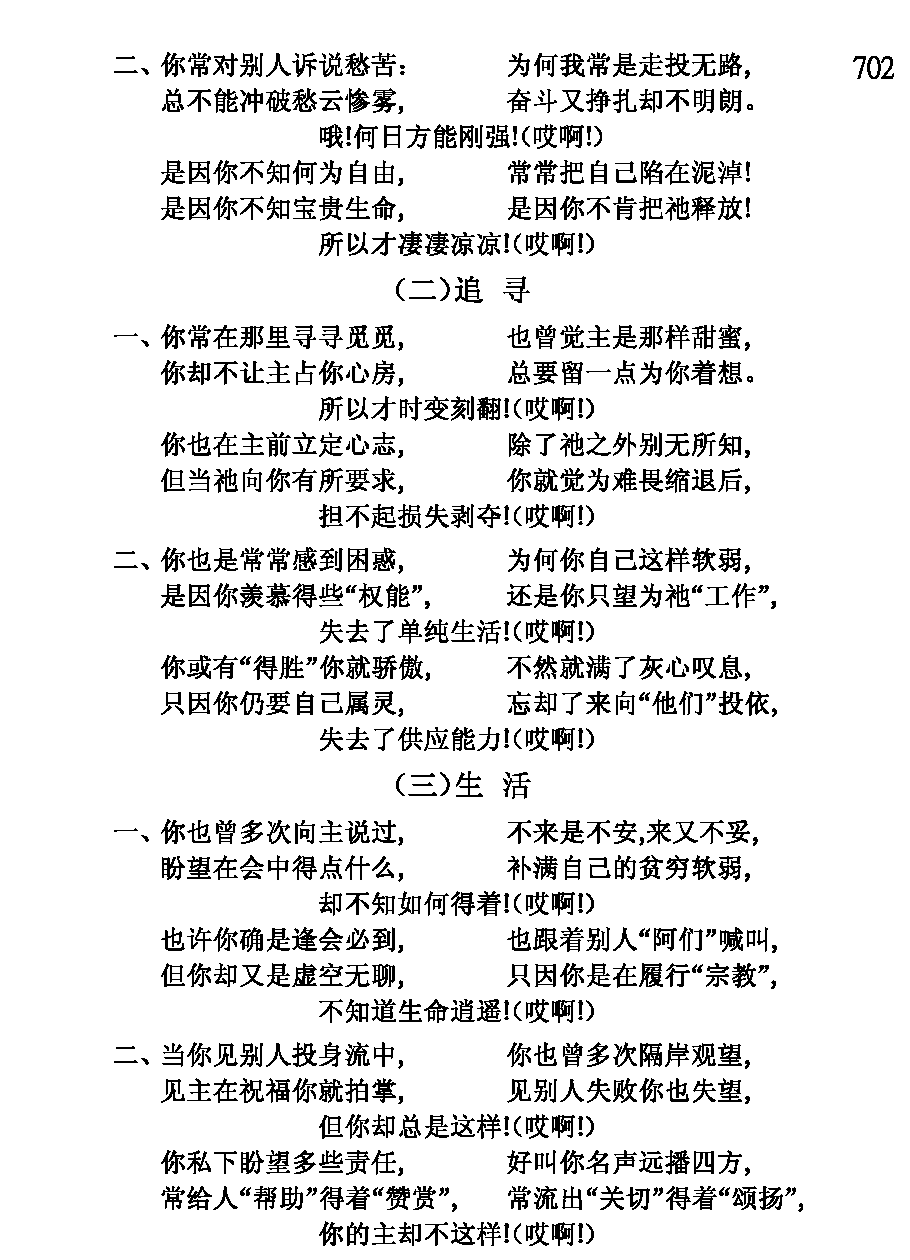 702
二、你常对别人诉说愁苦： 为何我常是走投无路，
总不能冲破愁云惨雾， 奋斗又挣扎却不明朗。
哦!何日方能刚强!(哎啊!)
是因你不知何为自由， 常常把自己陷在泥淖!
是因你不知宝贵生命， 是因你不肯把祂释放!
所以才凄凄凉凉!(哎啊!)
(二)追 寻
一、你常在那里寻寻觅觅， 也曾觉主是那样甜蜜，
你却不让主占你心房， 总要留一点为你着想。
所以才时变刻翻!(哎啊!)
你也在主前立定心志， 除了祂之外别无所知，
但当祂向你有所要求， 你就觉为难畏缩退后，
担不起损失剥夺!(哎啊!)
二、你也是常常感到困惑， 为何你自己这样软弱，
是因你羡慕得些“权能”， 还是你只望为祂“工作”，
失去了单纯生活!(哎啊!)
你或有“得胜”你就骄傲， 不然就满了灰心叹息，
只因你仍要自己属灵， 忘却了来向“他们”投依，
失去了供应能力!(哎啊!)
(三)生 活
一、你也曾多次向主说过， 不来是不安,来又不妥，
盼望在会中得点什么， 补满自己的贫穷软弱，
却不知如何得着!(哎啊!)
也许你确是逢会必到， 也跟着别人“阿们”喊叫，
但你却又是虚空无聊， 只因你是在履行“宗教”，
不知道生命逍遥!(哎啊!)
二、当你见别人投身流中， 你也曾多次隔岸观望，
见主在祝福你就拍掌， 见别人失败你也失望，
但你却总是这样!(哎啊!)
你私下盼望多些责任， 好叫你名声远播四方，
常给人“帮助”得着“赞赏”， 常流出“关切”得着“颂扬”，
你的主却不这样!(哎啊!)